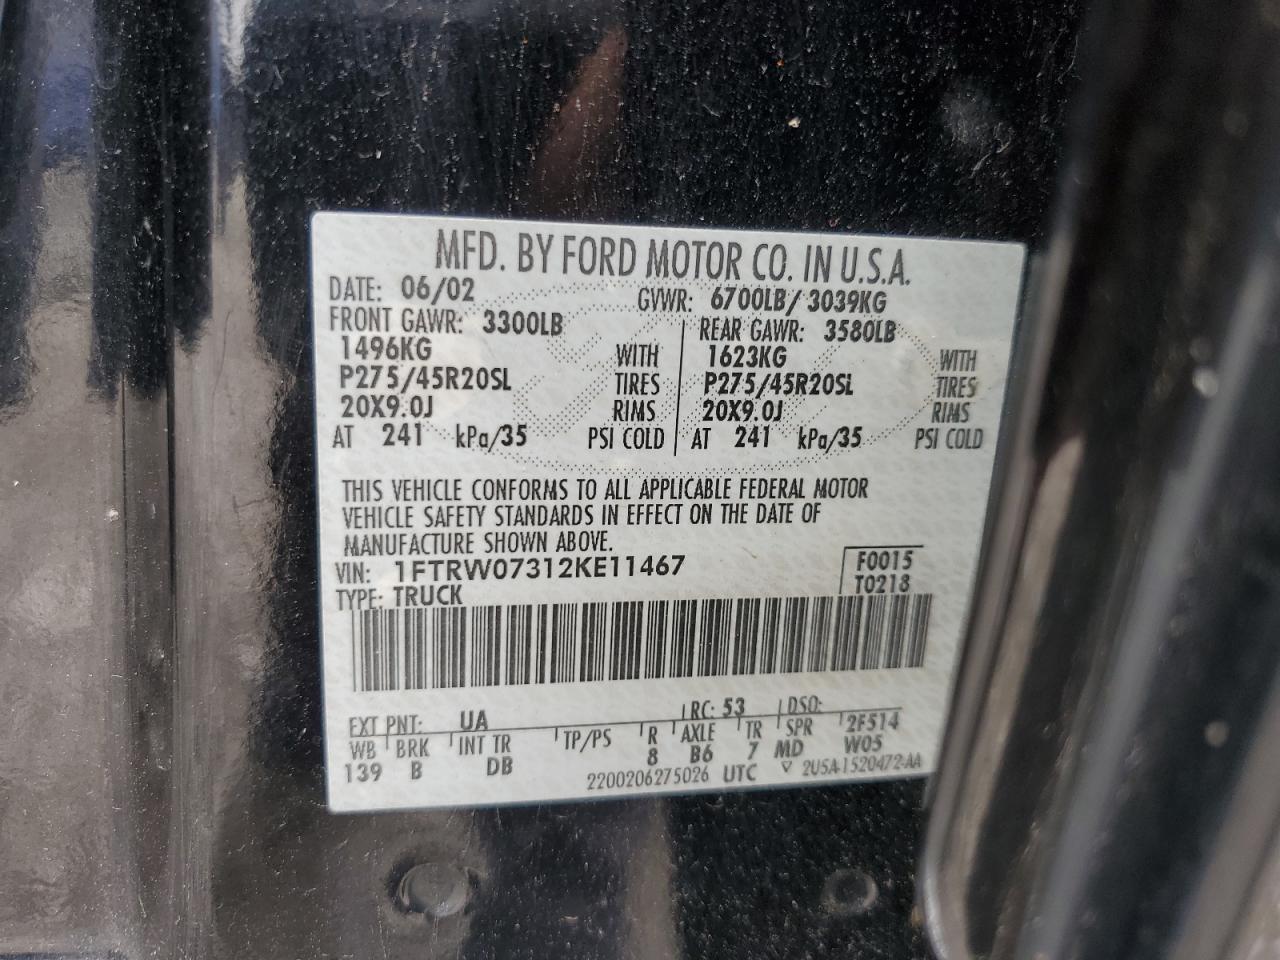 MFD. BY FORD MOTOR CO. IN U.S.A.
DATE: 06/02 GVWR: 6700LB/ 3039KG
FRONT GAWR: 3300LB REAR GAWR: 3580LB
1496KG WITH 1623KG WITH
P275/45R20SL TIRES P275/45R20SL TIRES
20X9.0J RIMS 20X9.0J RIMS
AT 241 kPa/35 PSI COLD AT 241 kPa/35 PSI COLD
THIS VEHICLE CONFORMS TO ALL APPLICABLE FEDERAL MOTOR
VEHICLE SAFETY STANDARDS IN EFFECT ON THE DATE OF
MANUFACTURE SHOWN ABOVE.
VIN: 1FTRW07312KE11467 F0015
TYPE: TRUCK T0218
EXT PNT: UA RC: 53 DSO:
WB BRK INT TR TP/PS R AXLE TR SPR 2F514
139 B DB 8 B6 7 MD W05
2200206275026 UTC ▽ 2U5A-1520472-AA